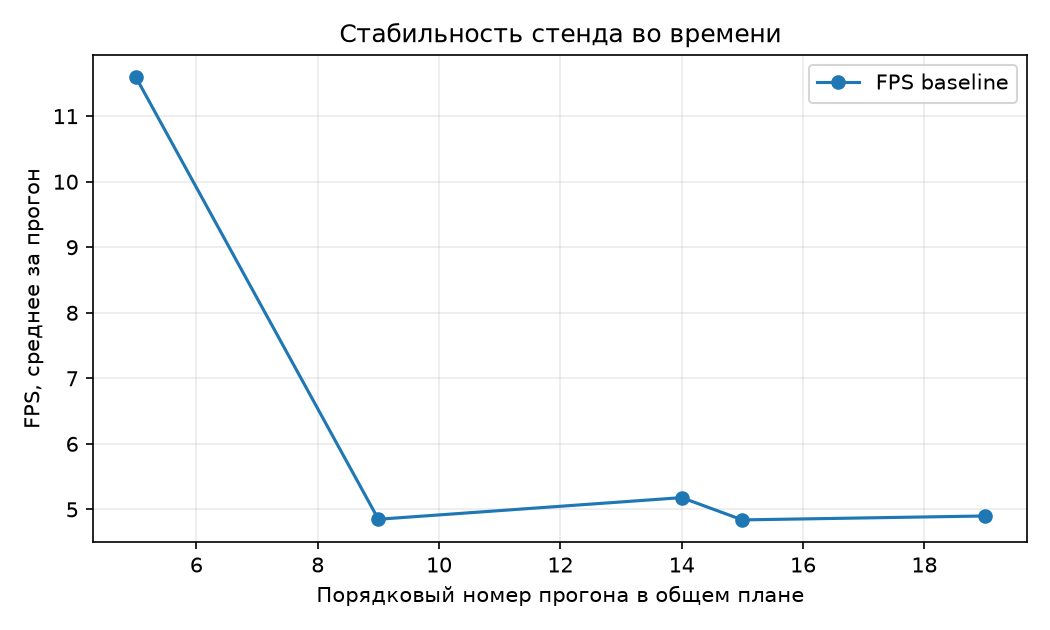 Стабильность стенда во времени
FPS baseline
FPS, среднее за прогон
11
10
9
8
7
6
5
6 8 10 12 14 16 18
Порядковый номер прогона в общем плане